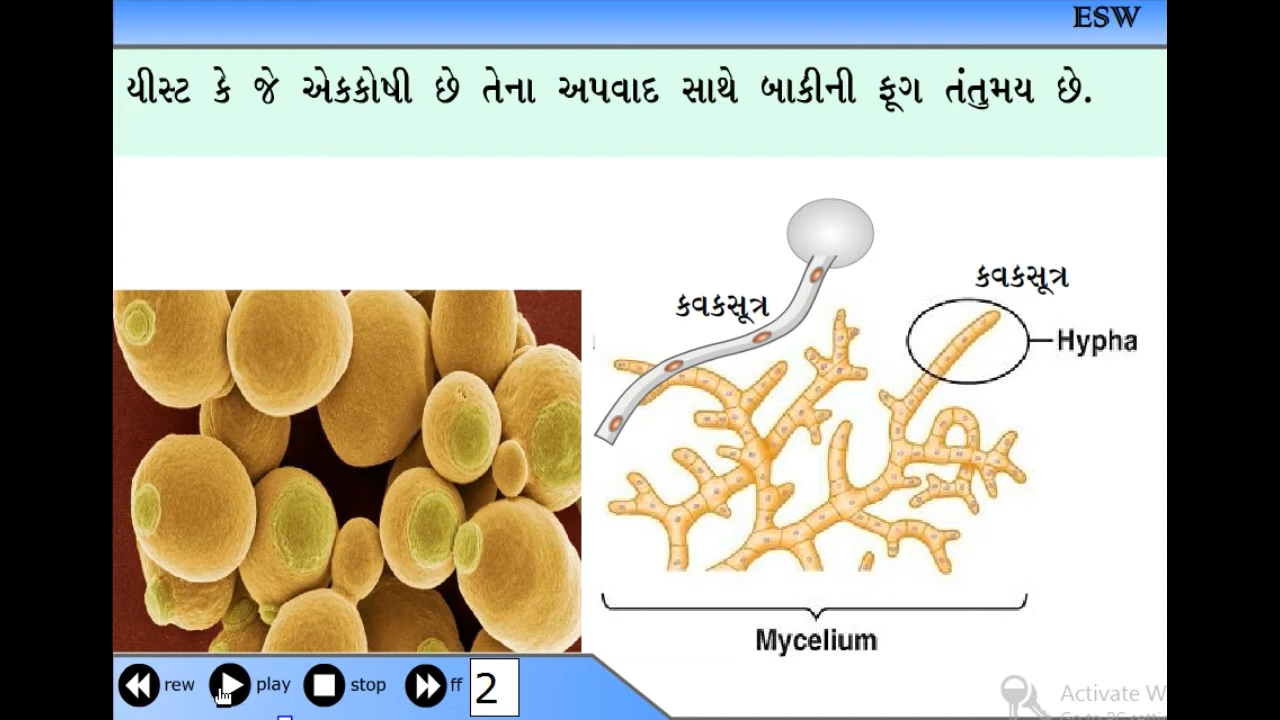 ESW
યીસ્ટ કે જે એકકોષી છે તેના અપવાદ સાથે બાકીની ફૂગ તંતુમય છે.
કવકસૂત્ર
કવકસૂત્ર
Hypha
Mycelium
rew play stop ff 2
Activate W